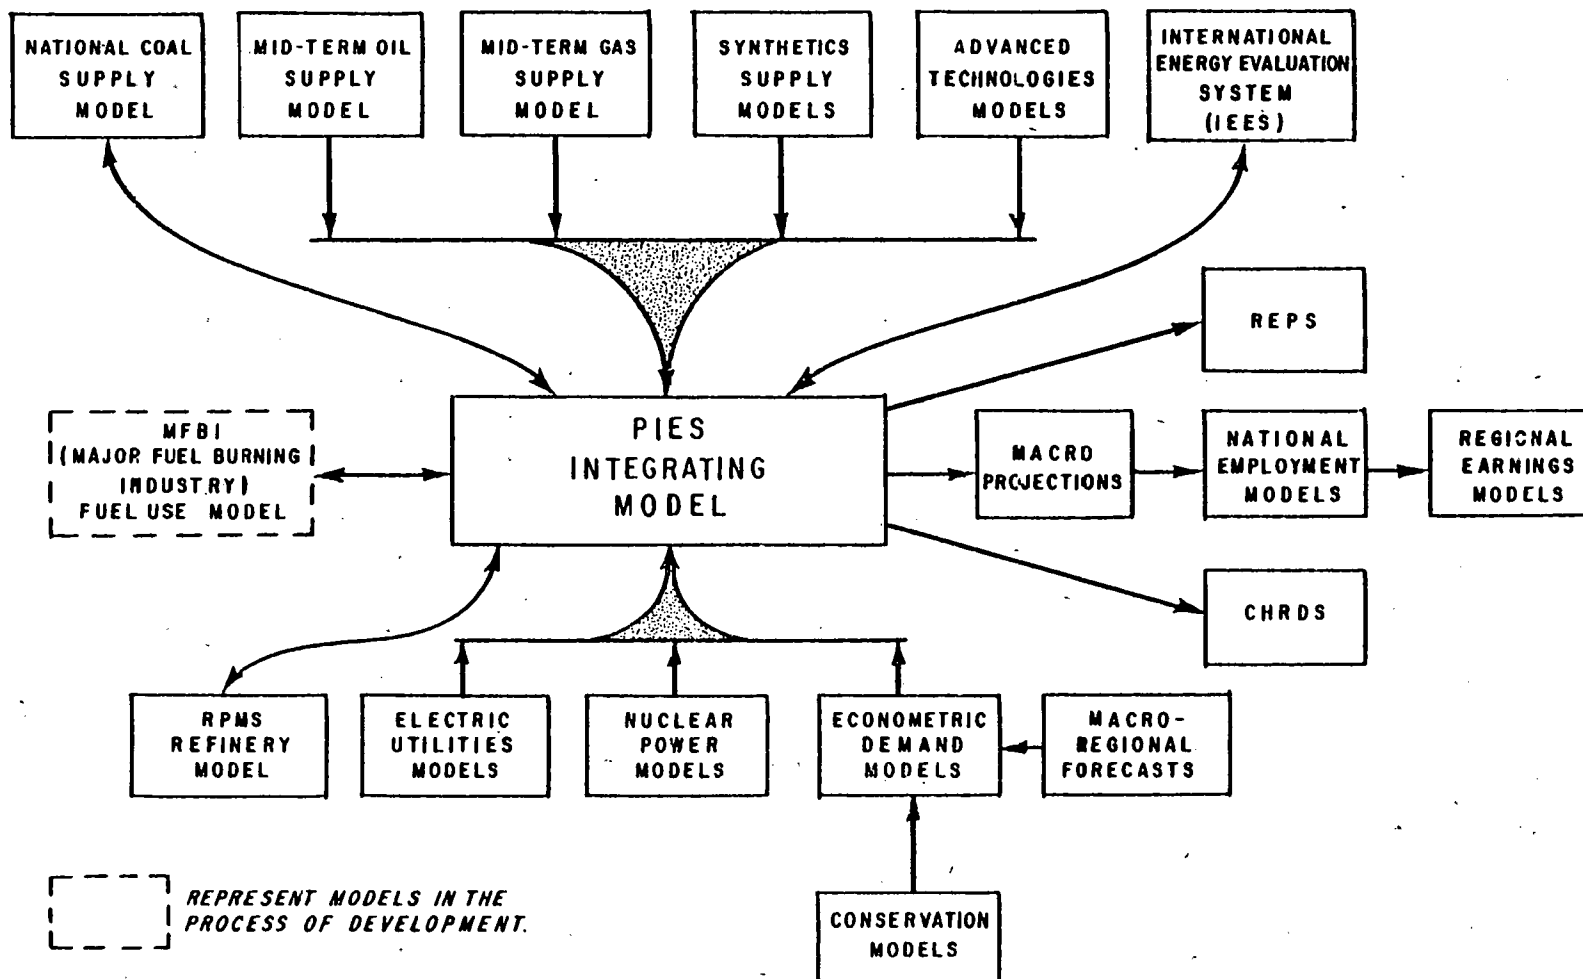 NATIONAL COAL
SUPPLY
MODEL
MID-TERM OIL
SUPPLY
MODEL
MID-TERM GAS
SUPPLY
MODEL
SYNTHETICS
SUPPLY
MODELS
ADVANCED
TECHNOLOGIES
MODELS
INTERNATIONAL
ENERGY EVALUATION
SYSTEM
(IEES)
REPS
MFBI
(MAJOR FUEL BURNING
INDUSTRY)
FUEL USE MODEL
PIES
INTEGRATING
MODEL
MACRO
PROJECTIONS
NATIONAL
EMPLOYMENT
MODELS
REGIONAL
EARNINGS
MODELS
CHRDS
RPMS
REFINERY
MODEL
ELECTRIC
UTILITIES
MODELS
NUCLEAR
POWER
MODELS
ECONOMETRIC
DEMAND
MODELS
MACRO-
REGIONAL
FORECASTS
REPRESENT MODELS IN THE
PROCESS OF DEVELOPMENT.
CONSERVATION
MODELS